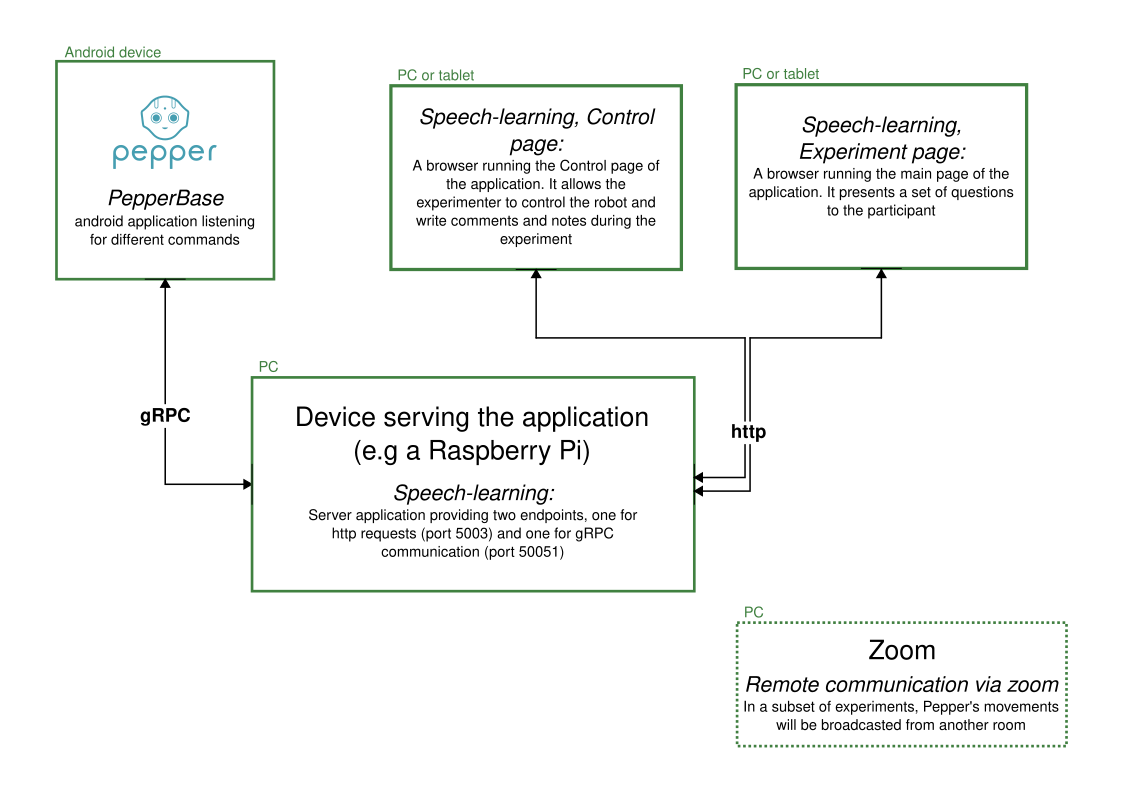 Android device
pepper
PepperBase
android application listening
for different commands
PC or tablet
Speech-learning, Control
page:
A browser running the Control page of
the application. It allows the
experimenter to control the robot and
write comments and notes during the
experiment
PC or tablet
Speech-learning,
Experiment page:
A browser running the main page of the
application. It presents a set of questions
to the participant
gRPC
http
PC
Device serving the application
(e.g a Raspberry Pi)
Speech-learning:
Server application providing two endpoints, one for
http requests (port 5003) and one for gRPC
communication (port 50051)
PC
Zoom
Remote communication via zoom
In a subset of experiments, Pepper's movements
will be broadcasted from another room